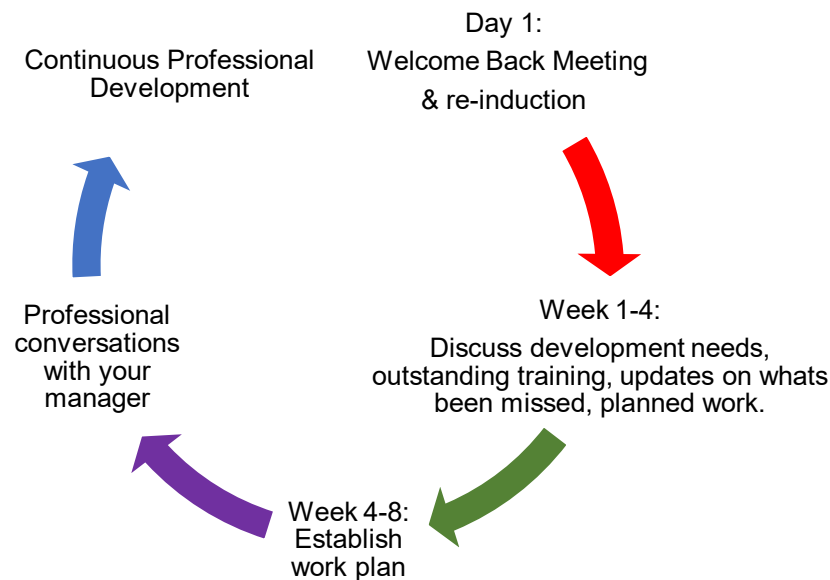 Day 1:
Welcome Back Meeting
& re-induction
Week 1-4:
Discuss development needs,
outstanding training, updates on whats
been missed, planned work.
Week 4-8:
Establish
work plan
Professional
conversations
with your
manager
Continuous Professional
Development